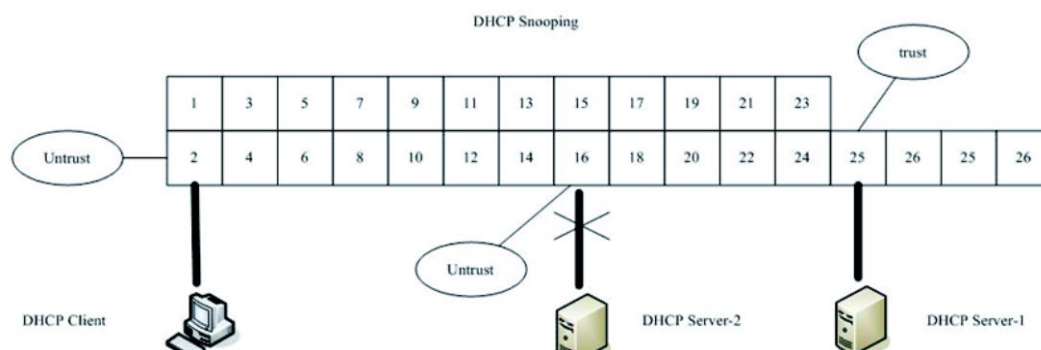 DHCP Snooping
trust
1 3 5 7 9 11 13 15 17 19 21 23
Untrust
2 4 6 8 10 12 14 16 18 20 22 24 25 26 25 26
Untrust
DHCP Client
DHCP Server-2
DHCP Server-1